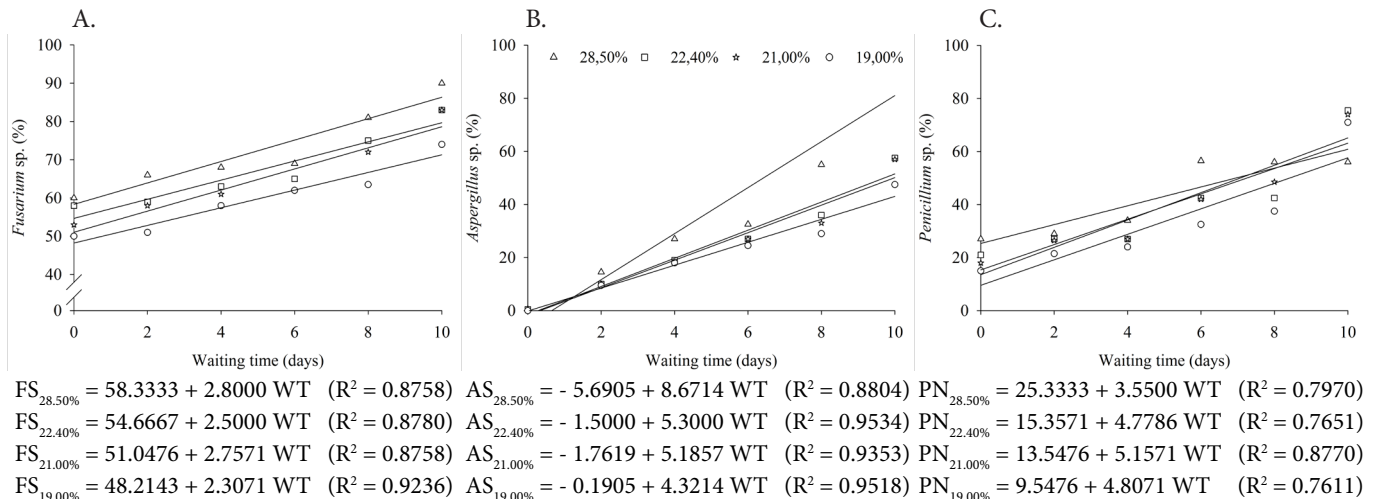 A.
100
90
80
70
60
50
40
0
Fusarium sp. (%)
0 2 4 6 8 10
Waiting time (days)
B.
28,50% 22,40% 21,00% 19,00%
100
80
60
40
20
0
Aspergillus sp. (%)
0 2 4 6 8 10
Waiting time (days)
C.
100
80
60
40
20
0
Penicillium sp. (%)
0 2 4 6 8 10
Waiting time (days)
FS28.50% = 58.3333 + 2.8000 WT (R² = 0.8758) AS28.50% = - 5.6905 + 8.6714 WT (R² = 0.8804) PN28.50% = 25.3333 + 3.5500 WT (R² = 0.7970)
FS22.40% = 54.6667 + 2.5000 WT (R² = 0.8780) AS22.40% = - 1.5000 + 5.3000 WT (R² = 0.9534) PN22.40% = 15.3571 + 4.7786 WT (R² = 0.7651)
FS21.00% = 51.0476 + 2.7571 WT (R² = 0.8758) AS21.00% = - 1.7619 + 5.1857 WT (R² = 0.9353) PN21.00% = 13.5476 + 5.1571 WT (R² = 0.8770)
FS19.00% = 48.2143 + 2.3071 WT (R² = 0.9236) AS19.00% = - 0.1905 + 4.3214 WT (R² = 0.9518) PN19.00% = 9.5476 + 4.8071 WT (R² = 0.7611)